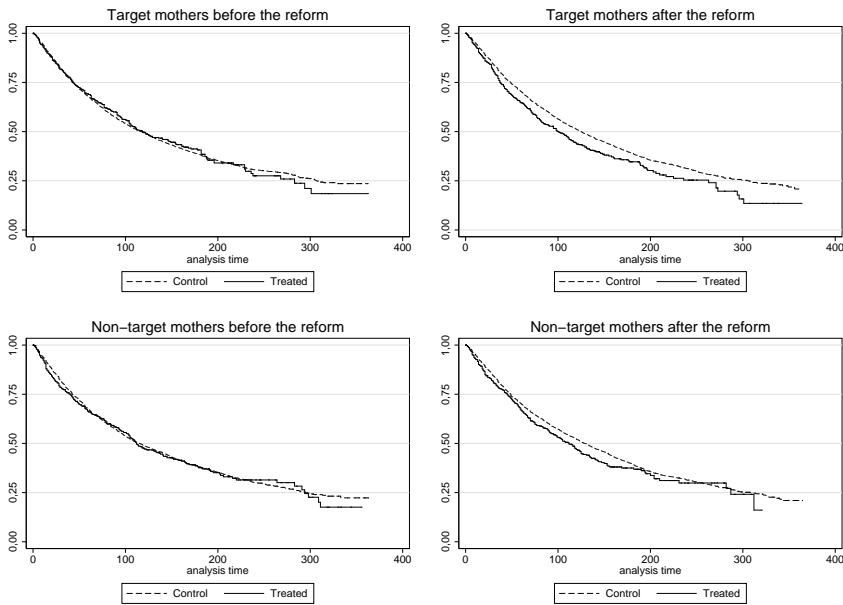 Target mothers before the reform
1,00
0,75
0,50
0,25
0,00
0 100 200 300 400
analysis time
Control Treated
Target mothers after the reform
1,00
0,75
0,50
0,25
0,00
0 100 200 300 400
analysis time
Control Treated
Non−target mothers before the reform
1,00
0,75
0,50
0,25
0,00
0 100 200 300 400
analysis time
Control Treated
Non−target mothers after the reform
1,00
0,75
0,50
0,25
0,00
0 100 200 300 400
analysis time
Control Treated